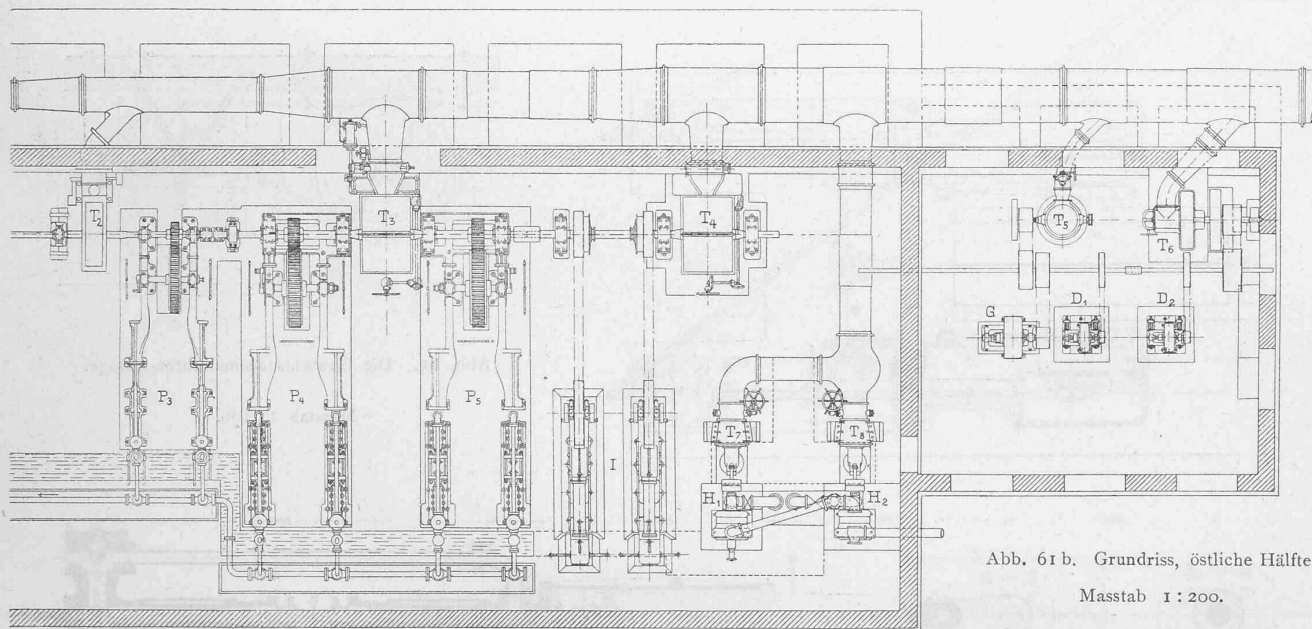 T2
T3
T4
T5
T6
P3
P4
P5
G
D1
D2
I
T7
T8
H1
H2
Abb. 61 b. Grundriss, östliche Hälfte
Masstab 1 : 200.